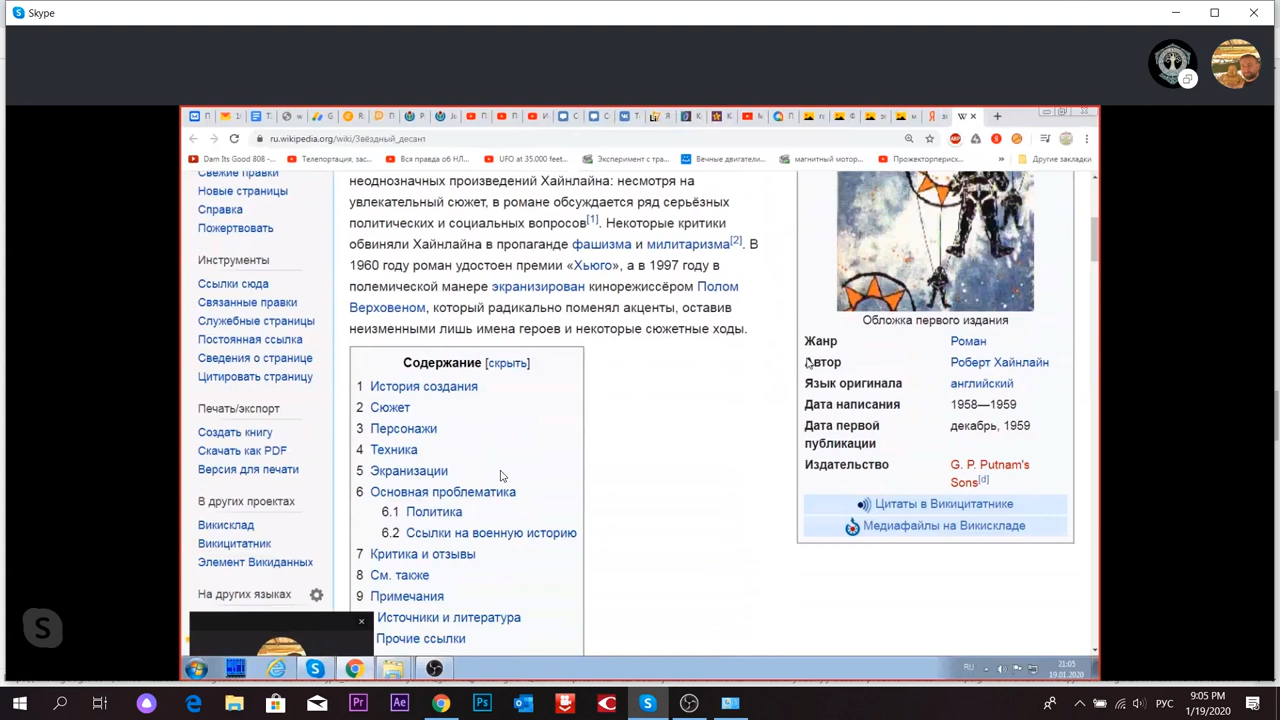 Skype
ru.wikipedia.org/wiki/Звёздный_десант
Dam Its Good 808 -...
Телепортация, зас...
Вся правда об НЛ...
UFO at 35.000 feet...
Эксперимент с тра...
Вечные двигатели...
магнитный мотор...
Прожектоперис...
»
Другие закладки
Свежие правки
Новые страницы
Справка
Пожертвовать
Инструменты
Ссылки сюда
Связанные правки
Служебные страницы
Постоянная ссылка
Сведения о странице
Цитировать страницу
Печать/экспорт
Создать книгу
Скачать как PDF
Версия для печати
В других проектах
Викисклад
Викицитатник
Элемент Викиданных
На других языках
неоднозначных произведений Хайнлайна: несмотря на
увлекательный сюжет, в романе обсуждается ряд серьёзных
политических и социальных вопросов[1]. Некоторые критики
обвиняли Хайнлайна в пропаганде фашизма и милитаризма[2]. В
1960 году роман удостоен премии «Хьюго», а в 1997 году в
полемической манере экранизирован кинорежиссёром Полом
Верховеном, который радикально поменял акценты, оставив
неизменными лишь имена героев и некоторые сюжетные ходы.
Содержание [скрыть]
1 История создания
2 Сюжет
3 Персонажи
4 Техника
5 Экранизации
6 Основная проблематика
6.1 Политика
6.2 Ссылки на военную историю
7 Критика и отзывы
8 См. также
9 Примечания
Источники и литература
Прочие ссылки
Обложка первого издания
Жанр Роман
Автор Роберт Хайнлайн
Язык оригинала английский
Дата написания 1958—1959
Дата первой декабрь, 1959
публикации
Издательство G. P. Putnam's
Sons[d]
Цитаты в Викицитатнике
Медиафайлы на Викискладе
RU
21:05
19.01.2020
РУС
9:05 PM
1/19/2020